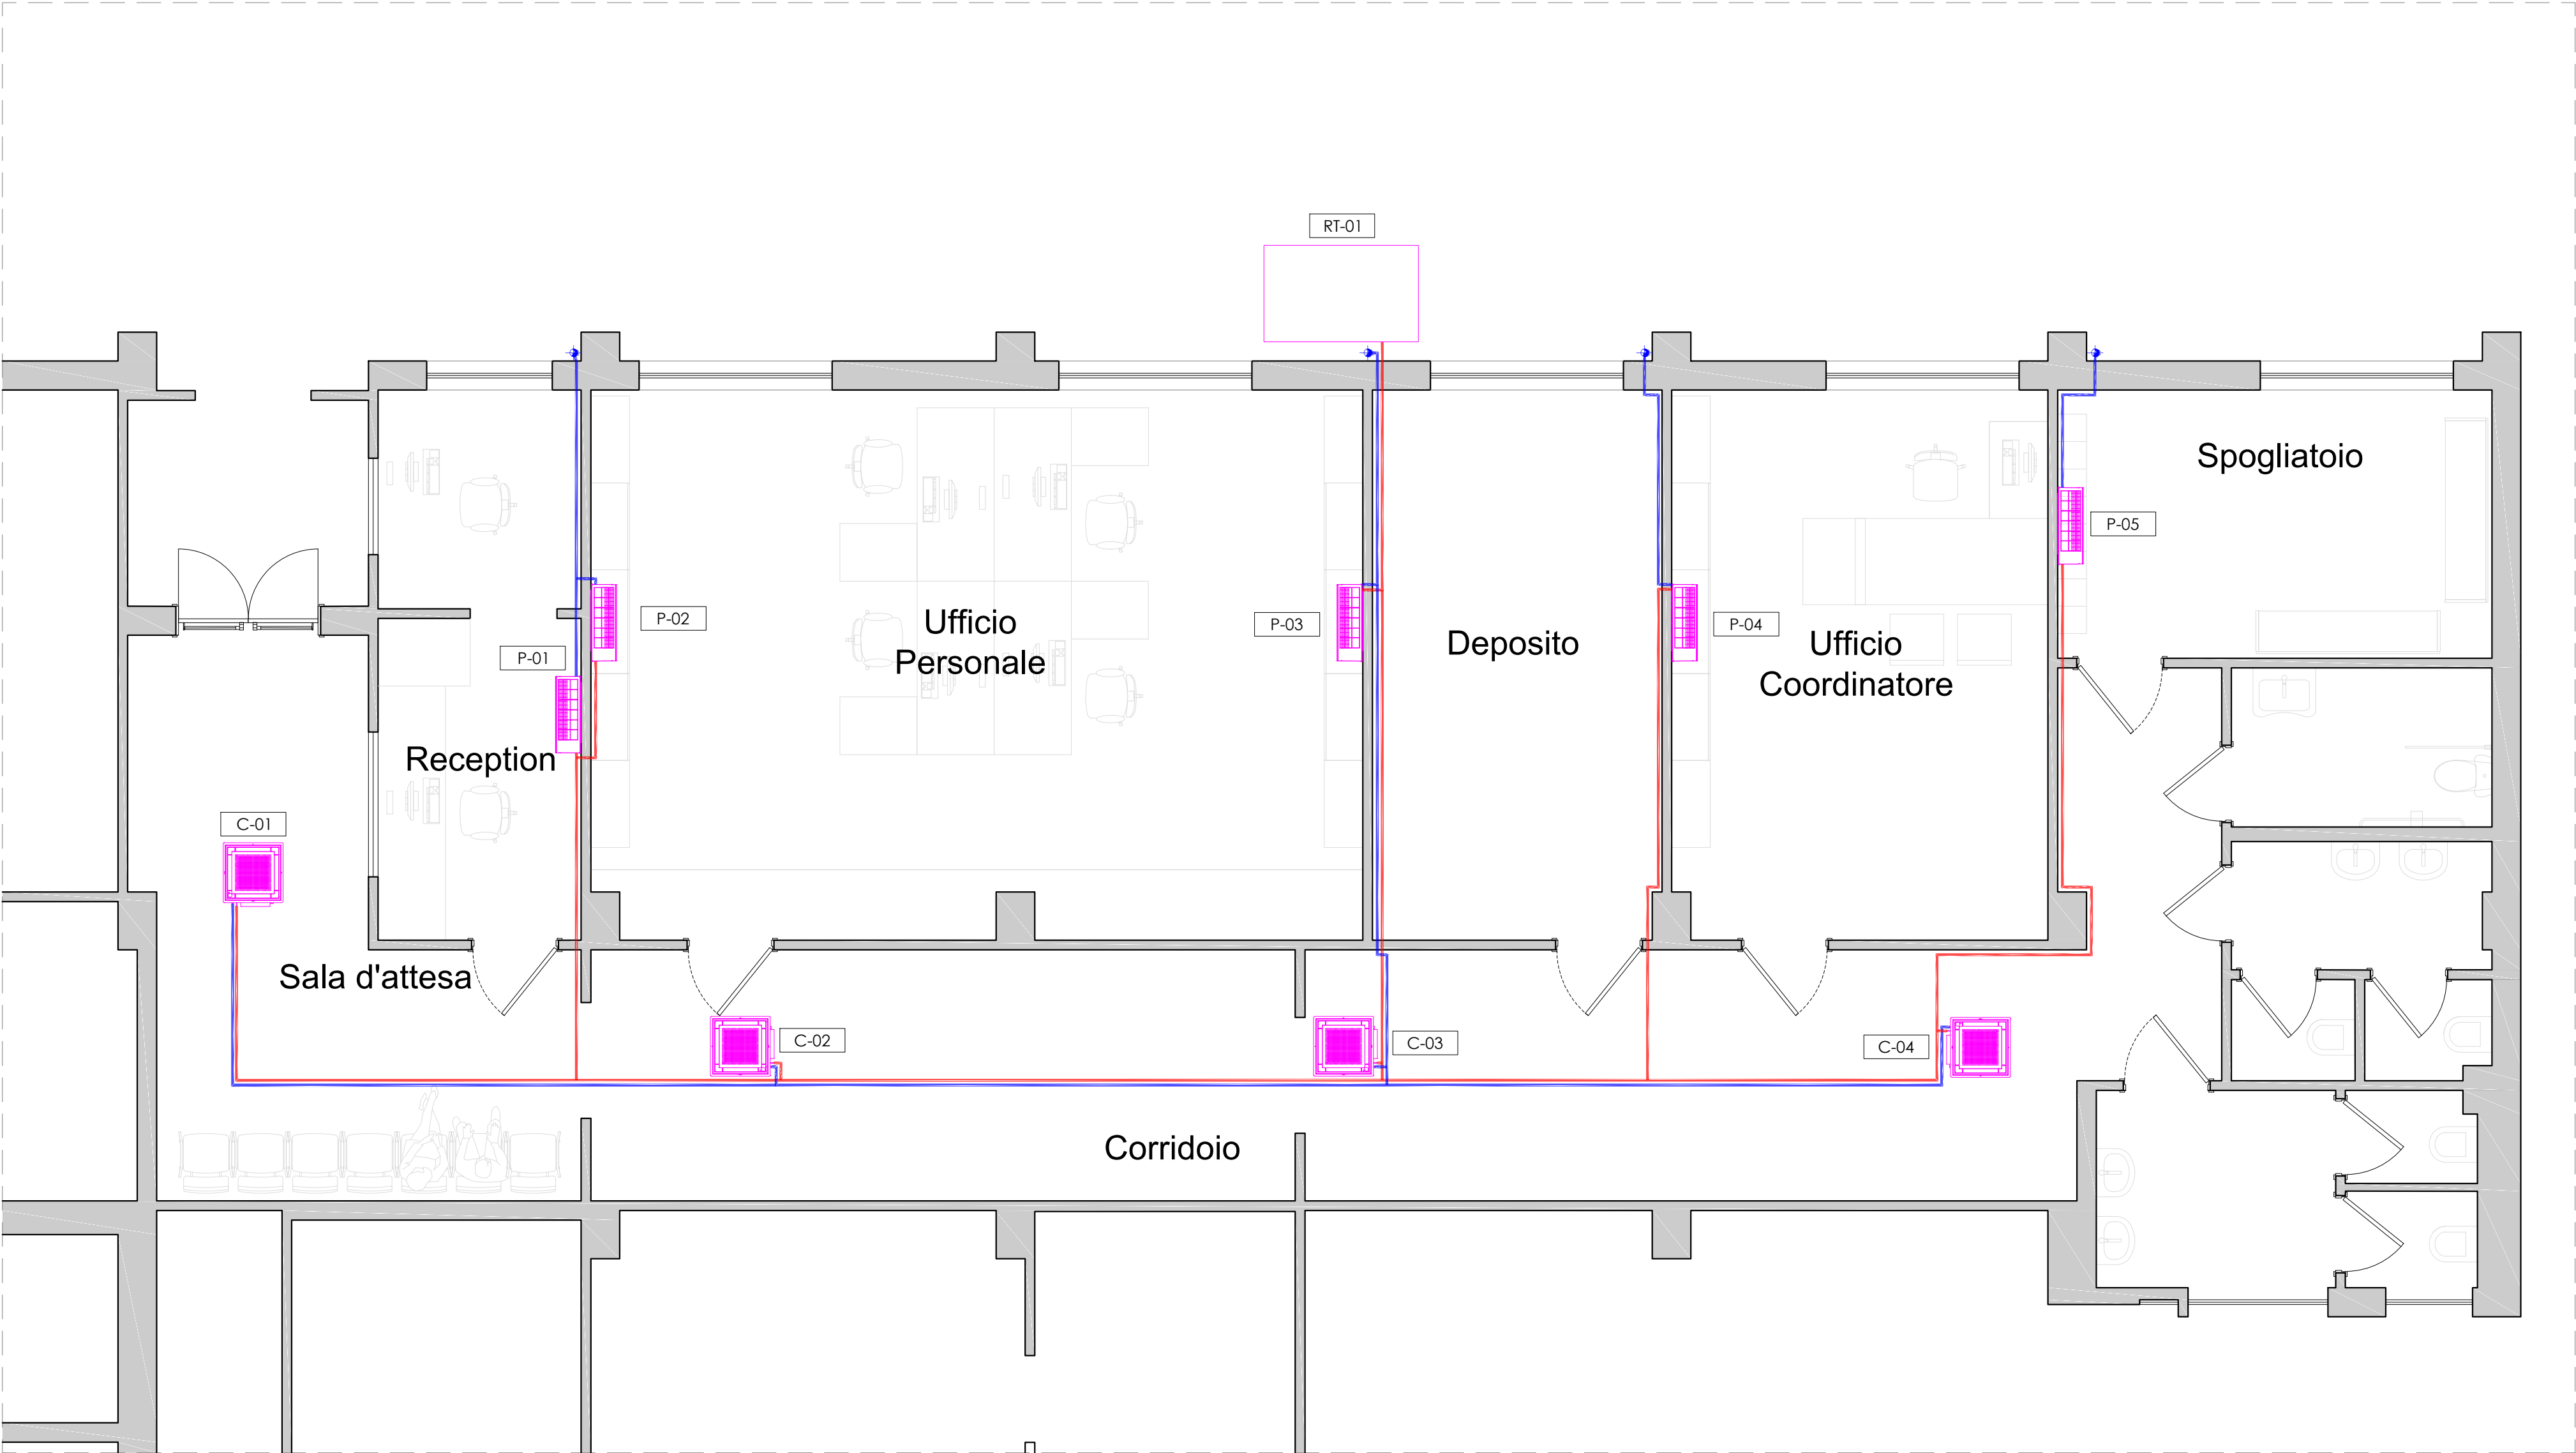 RT-01
Spogliatoio
P-05
P-02
Ufficio
Personale
P-03
Deposito
P-04
Ufficio
Coordinatore
P-01
Reception
C-01
Sala d'attesa
C-02
C-03
C-04
Corridoio